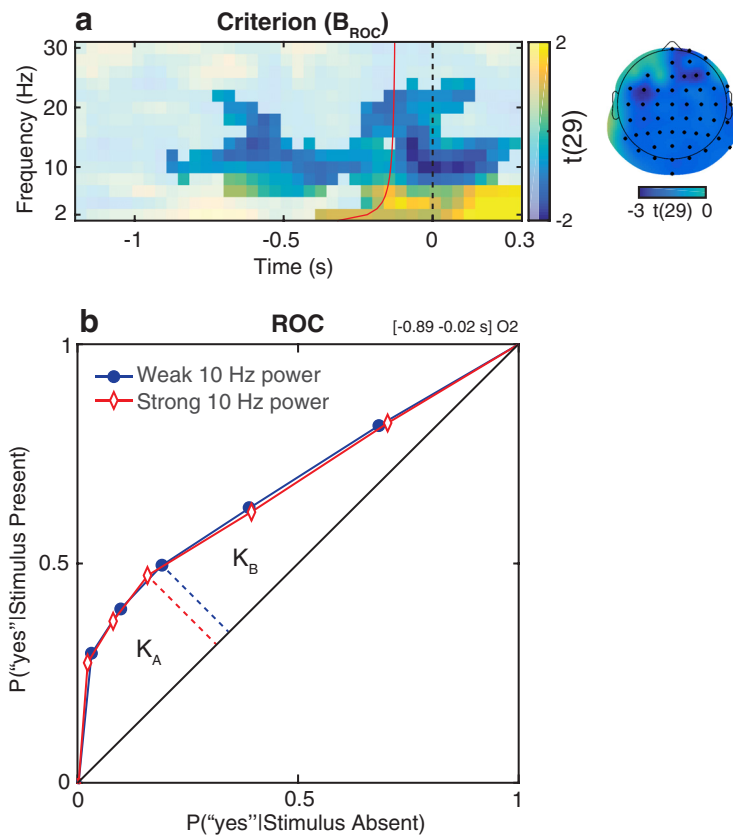 a Criterion (B_ROC)
Frequency (Hz)
30
20
10
2
-1
-0.5
0
0.3
Time (s)
2
-2
t(29)
-3 t(29) 0
b ROC [-0.89 -0.02 s] O2
P("yes"|Stimulus Present)
1
0.5
0
Weak 10 Hz power
Strong 10 Hz power
K_B
K_A
0
0.5
1
P("yes"|Stimulus Absent)